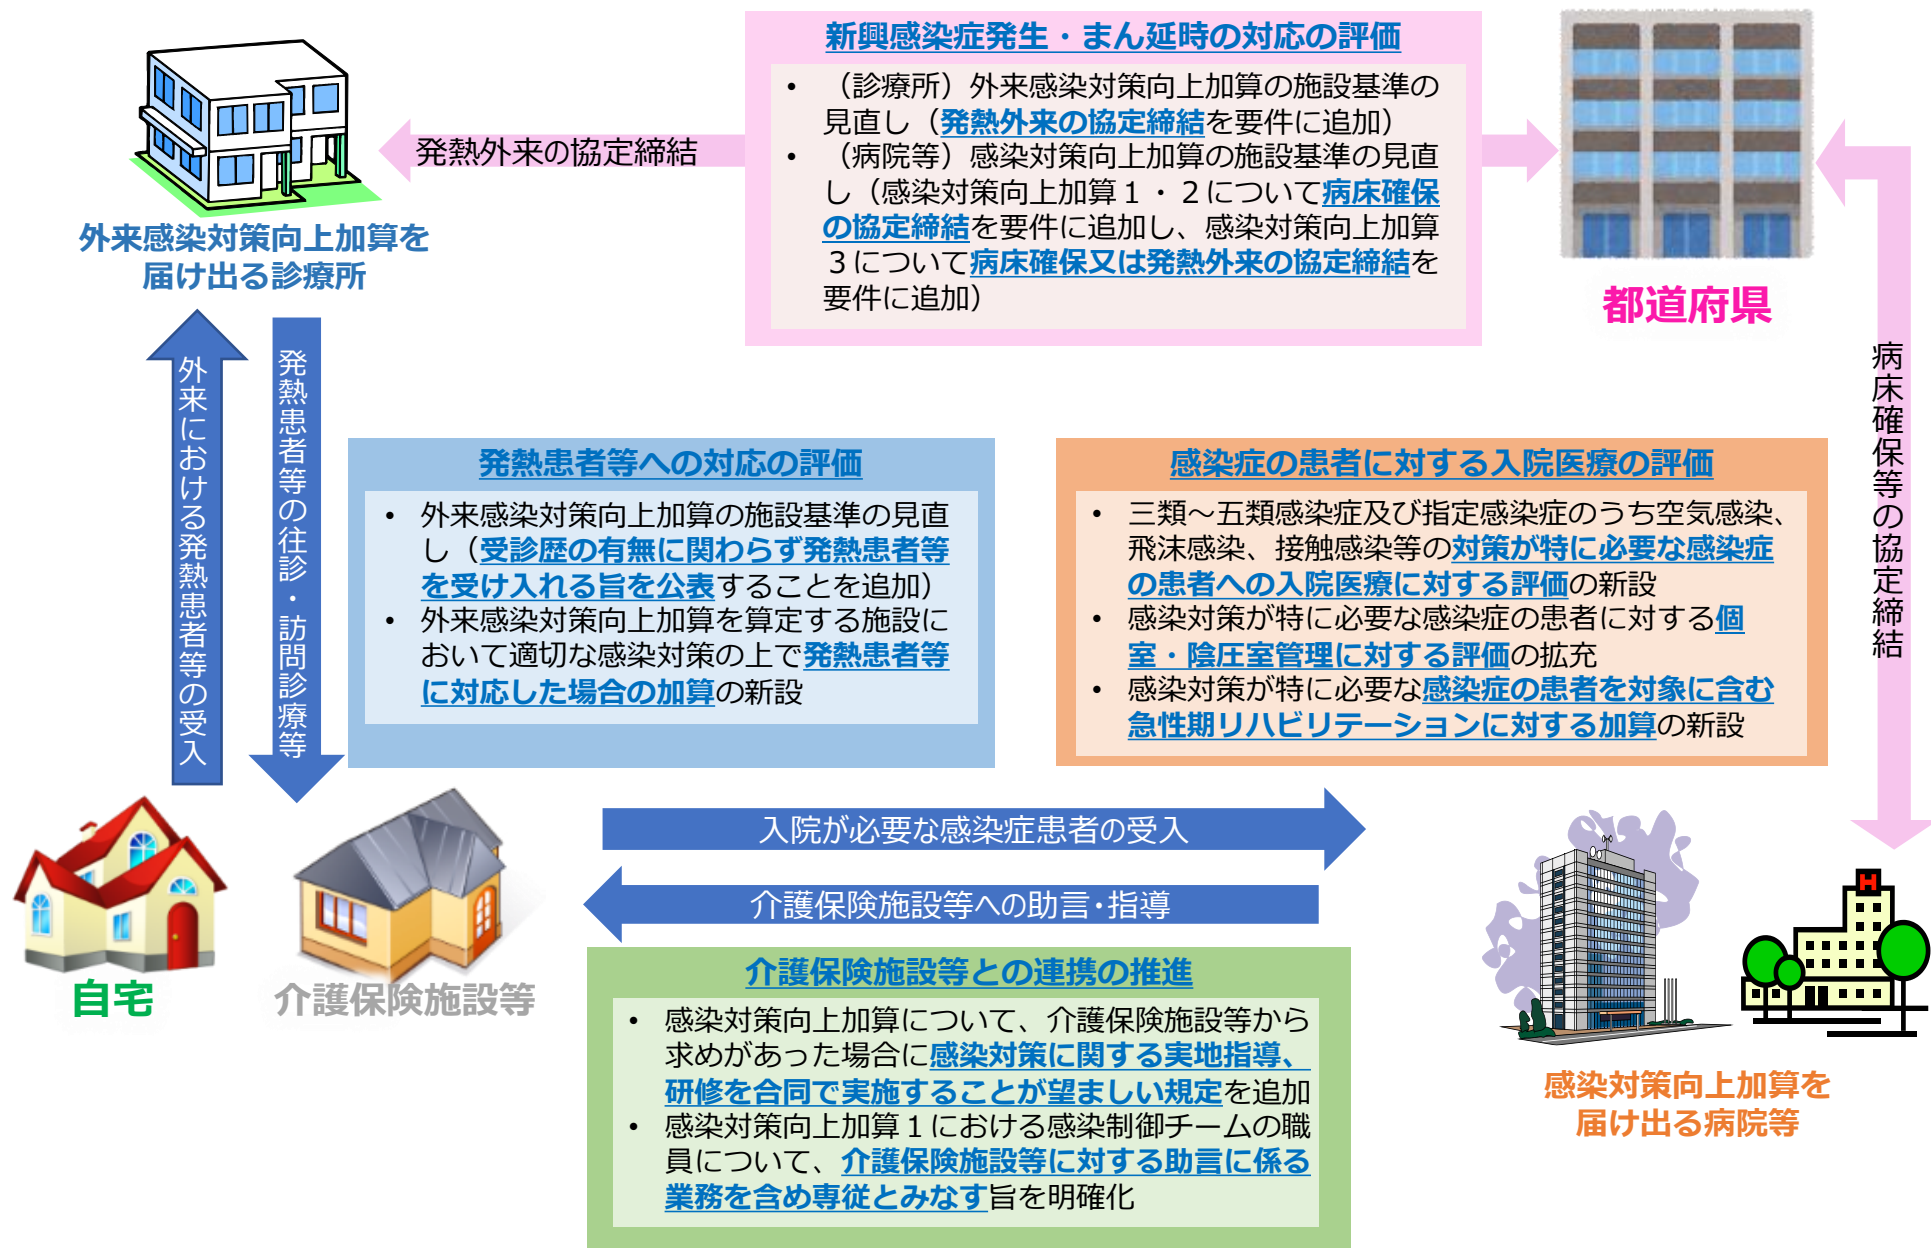 新興感染症発生・まん延時の対応の評価
• （診療所）外来感染対策向上加算の施設基準の
見直し（発熱外来の協定締結を要件に追加）
• （病院等）感染対策向上加算の施設基準の見直
し（感染対策向上加算１・２について病床確保
の協定締結を要件に追加し、感染対策向上加算
３について病床確保又は発熱外来の協定締結を
要件に追加）
発熱外来の協定締結
外来感染対策向上加算を
届け出る診療所
都道府県
病床確保等の協定締結
外来における発熱患者等の受入
発熱患者等の往診・訪問診療等
発熱患者等への対応の評価
• 外来感染対策向上加算の施設基準の見直
し（受診歴の有無に関わらず発熱患者等
を受け入れる旨を公表することを追加）
• 外来感染対策向上加算を算定する施設に
おいて適切な感染対策の上で発熱患者等
に対応した場合の加算の新設
感染症の患者に対する入院医療の評価
• 三類～五類感染症及び指定感染症のうち空気感染、
飛沫感染、接触感染等の対策が特に必要な感染症
の患者への入院医療に対する評価の新設
• 感染対策が特に必要な感染症の患者に対する個
室・陰圧室管理に対する評価の拡充
• 感染対策が特に必要な感染症の患者を対象に含む
急性期リハビリテーションに対する加算の新設
入院が必要な感染症患者の受入
介護保険施設等への助言・指導
自宅
介護保険施設等
介護保険施設等との連携の推進
• 感染対策向上加算について、介護保険施設等から
求めがあった場合に感染対策に関する実地指導、
研修を合同で実施することが望ましい規定を追加
• 感染対策向上加算１における感染制御チームの職
員について、介護保険施設等に対する助言に係る
業務を含め専従とみなす旨を明確化
H
感染対策向上加算を
届け出る病院等